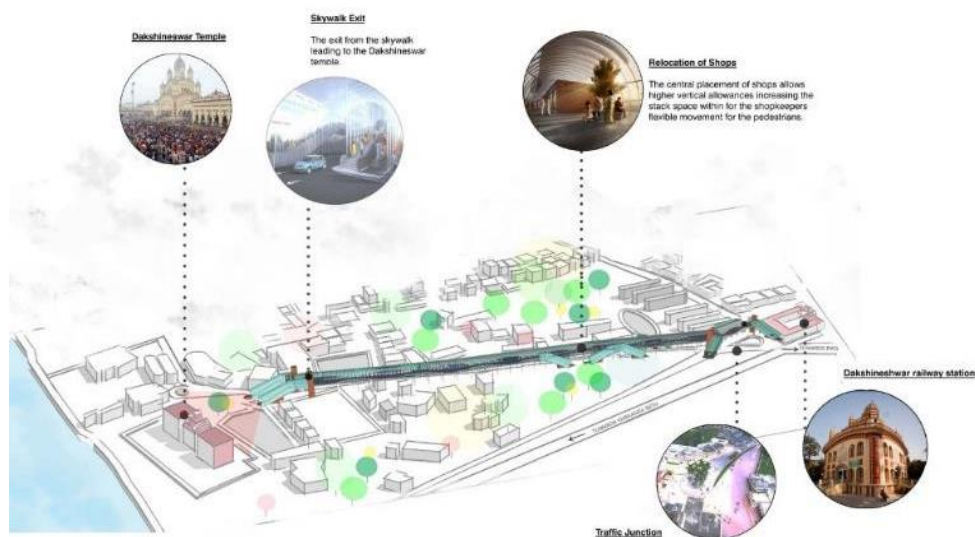 Skywalk Exit
The exit from the skywalk
leading to the Dakshineswar
temple.
Dakshineswar Temple
Relocation of Shops
The central placement of shops allows
higher vertical allowances increasing the
stack space within for the shopkeepers
flexible movement for the pedestrians.
Dakshineshwar railway station
Traffic Junction